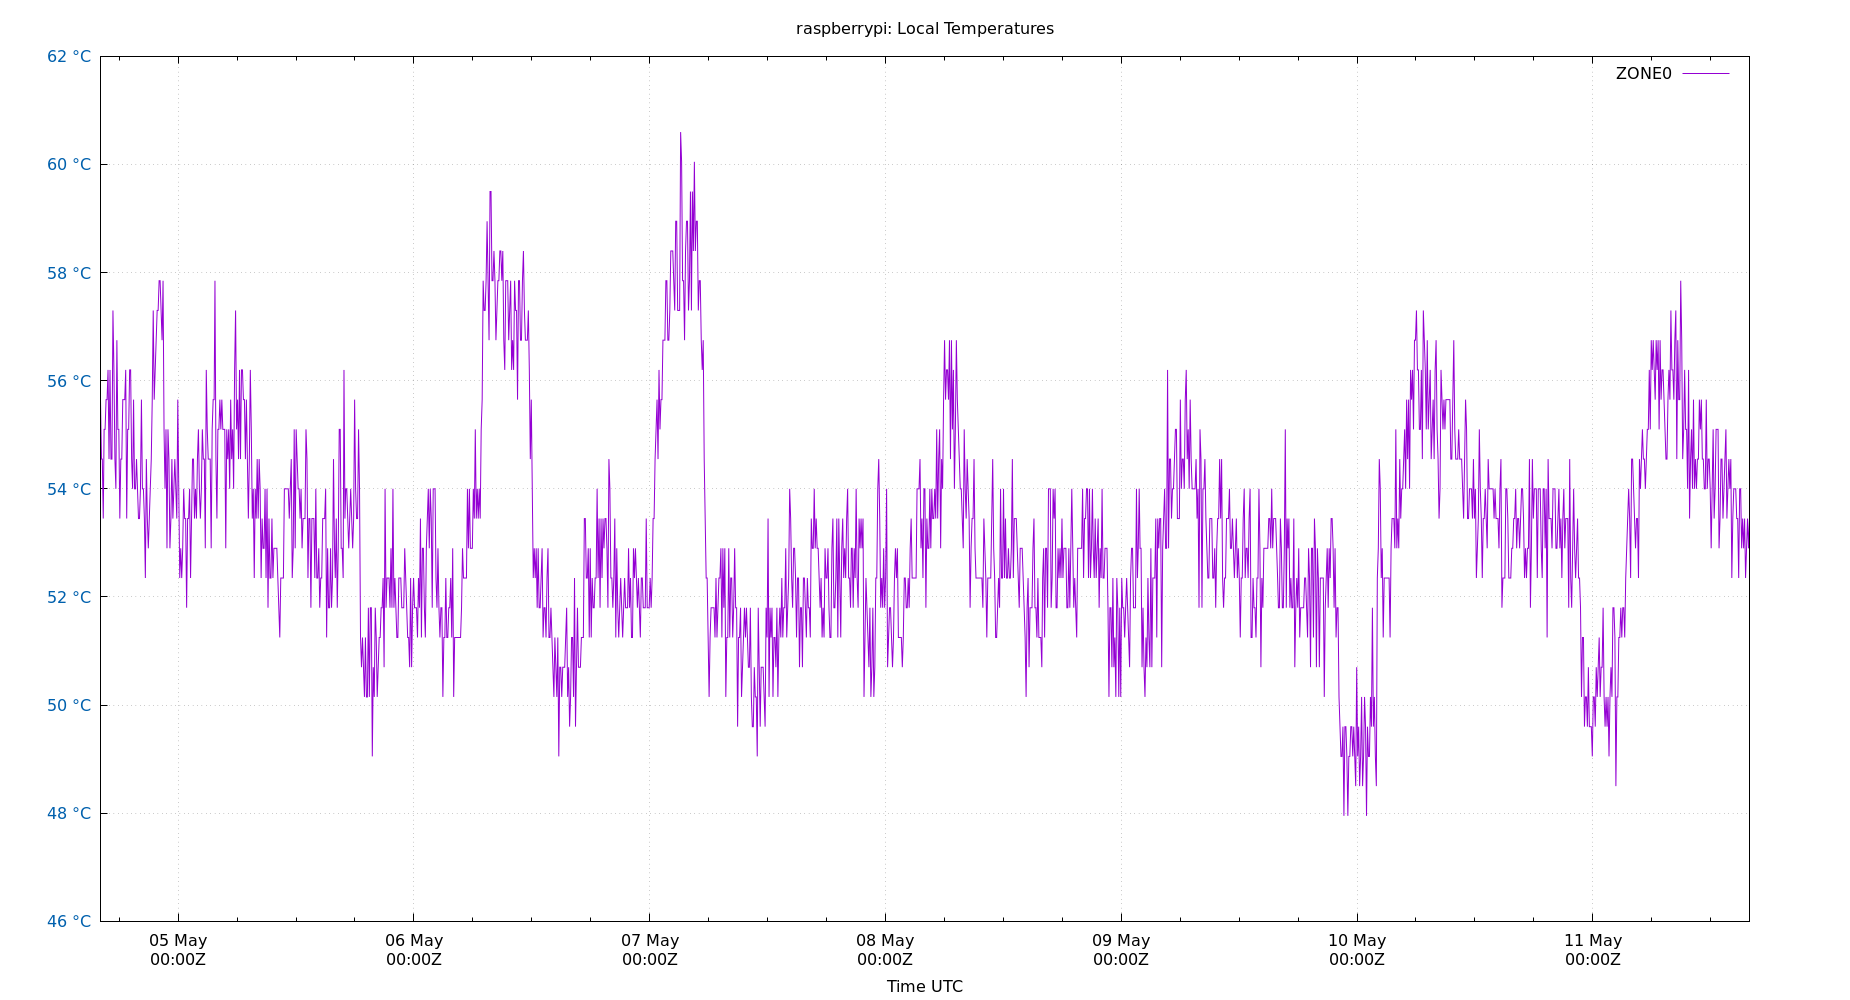 raspberrypi: Local Temperatures
62 °C
ZONE0
60 °C
58 °C
56 °C
54 °C
52 °C
50 °C
48 °C
46 °C
05 May 06 May 07 May 08 May 09 May 10 May 11 May
00:00Z 00:00Z 00:00Z 00:00Z 00:00Z 00:00Z 00:00Z
Time UTC